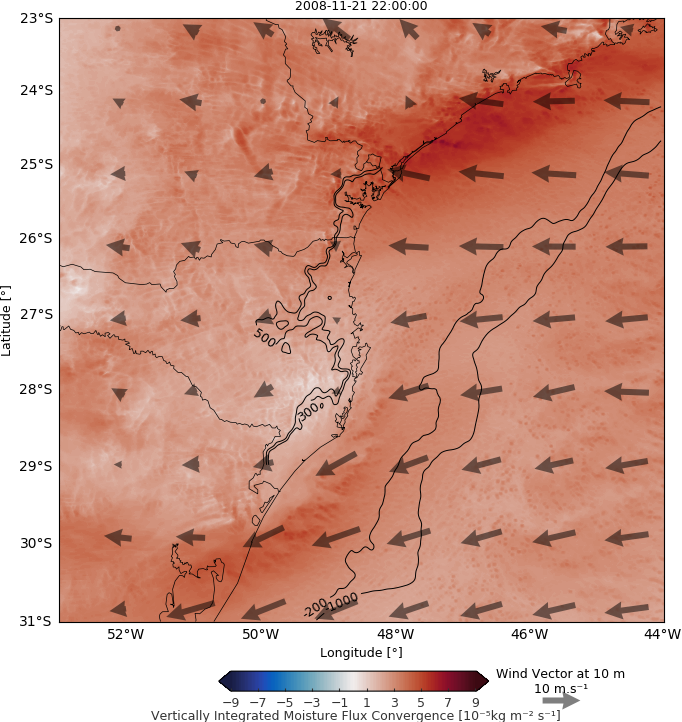 2008-11-21 22:00:00
23°S
24°S
25°S
26°S
27°S
28°S
29°S
30°S
31°S
Latitude [°]
500
300
-200
-1000
52°W 50°W 48°W 46°W 44°W
Longitude [°]
−9 −7 −5 −3 −1 1 3 5 7 9
Wind Vector at 10 m
10 m.s⁻¹
Vertically Integrated Moisture Flux Convergence [10⁻⁵kg m⁻² s⁻¹]